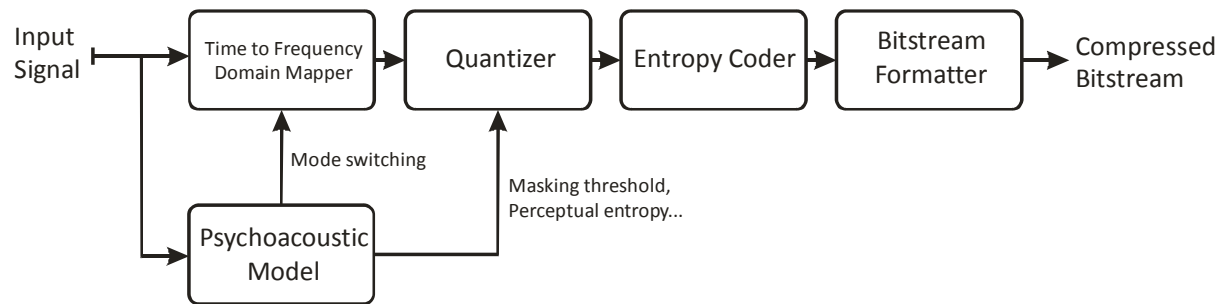 Input
Signal
Time to Frequency
Domain Mapper
Quantizer
Entropy Coder
Bitstream
Formatter
Compressed
Bitstream
Mode switching
Masking threshold,
Perceptual entropy...
Psychoacoustic
Model